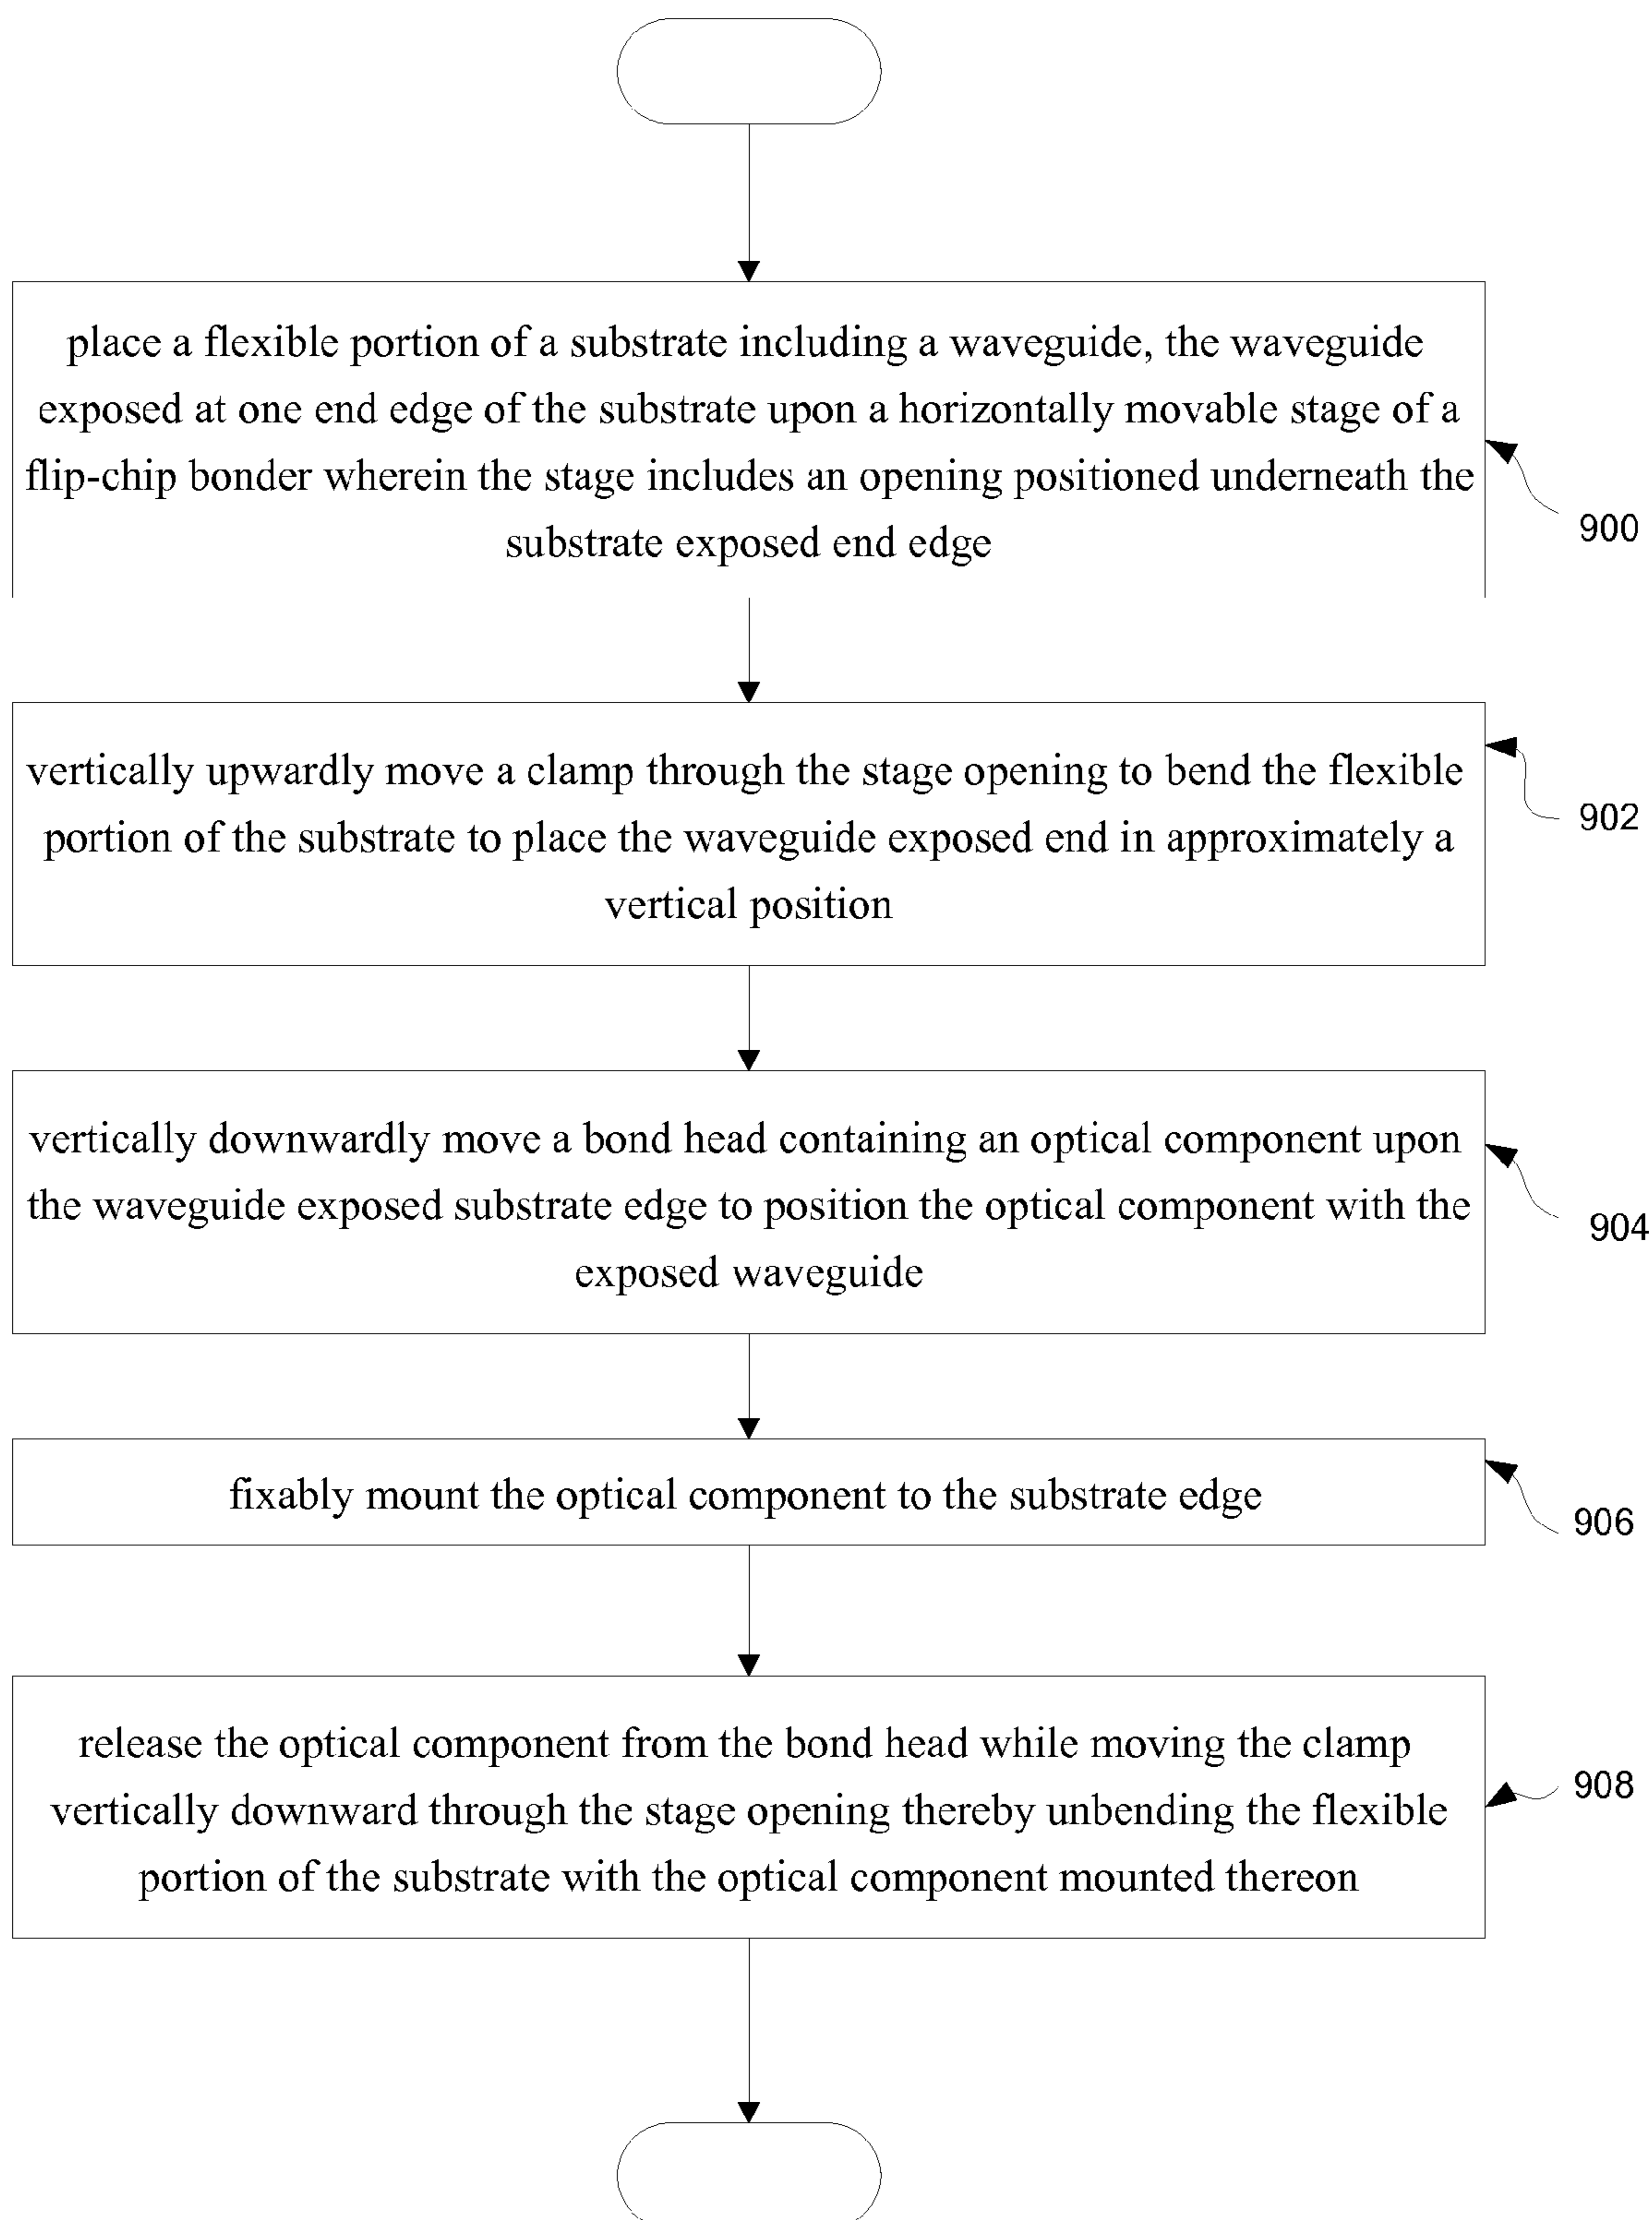 place a flexible portion of a substrate including a waveguide, the waveguide
exposed at one end edge of the substrate upon a horizontally movable stage of a
flip-chip bonder wherein the stage includes an opening positioned underneath the
substrate exposed end edge
900
vertically upwardly move a clamp through the stage opening to bend the flexible
portion of the substrate to place the waveguide exposed end in approximately a
vertical position
902
vertically downwardly move a bond head containing an optical component upon
the waveguide exposed substrate edge to position the optical component with the
exposed waveguide
904
fixably mount the optical component to the substrate edge
906
release the optical component from the bond head while moving the clamp
vertically downward through the stage opening thereby unbending the flexible
portion of the substrate with the optical component mounted thereon
908